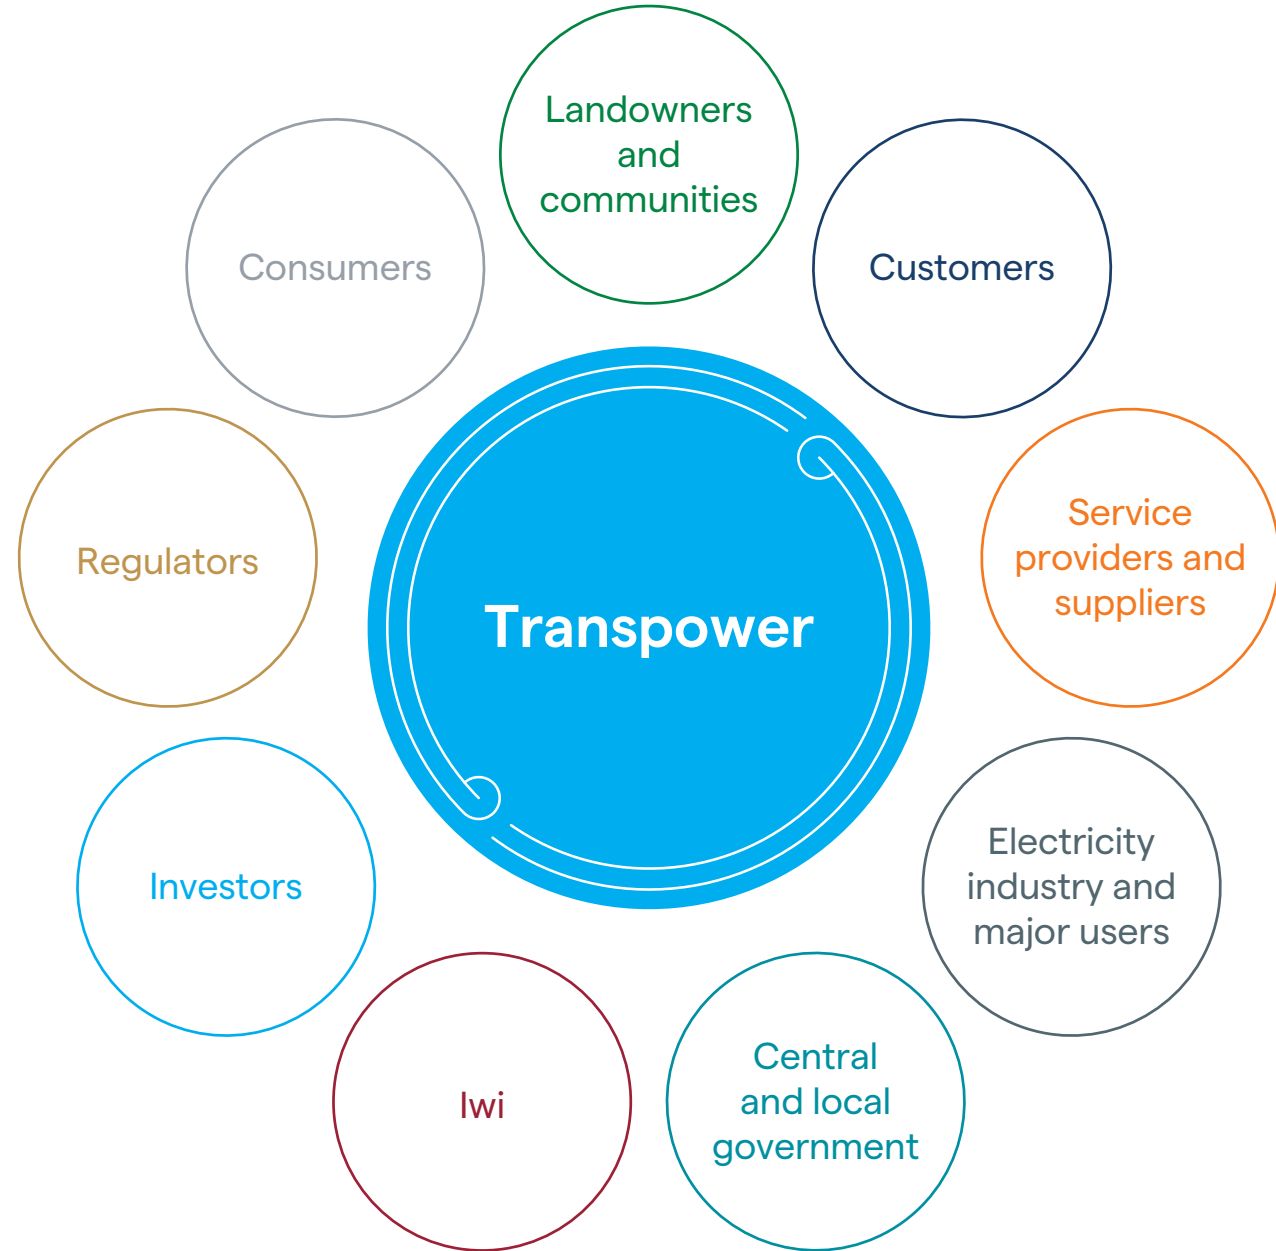 Landowners
and
communities
Consumers
Customers
Regulators
Service
providers and
suppliers
Transpower
Investors
Electricity
industry and
major users
Iwi
Central
and local
government